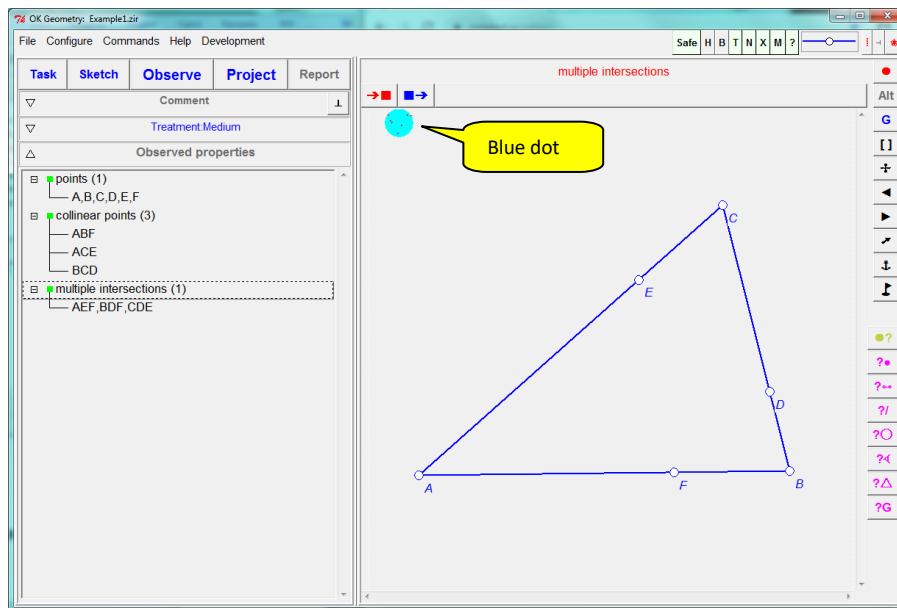 OK Geometry: Example1.zir
File Configure Commands Help Development
Safe H B T N X M ?
Task Sketch Observe Project Report
Comment
Treatment:Medium
Observed properties
points (1)
A,B,C,D,E,F
collinear points (3)
ABF
ACE
BCD
multiple intersections (1)
AEF,BDF,CDE
multiple intersections
Blue dot
C
E
D
A
F
B
Alt
G
[ ]
?
?
?
?/
?
?
?
?G